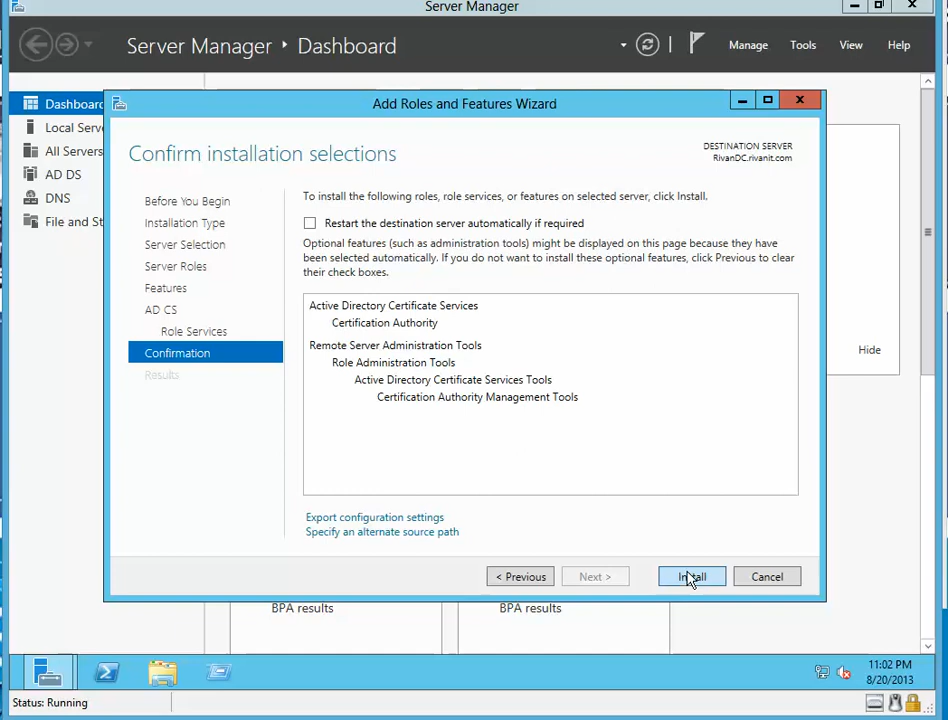 Server Manager
Server Manager ‣ Dashboard
Manage Tools View Help
Dashboard
Local Serve
All Servers
AD DS
DNS
File and St
Add Roles and Features Wizard
Confirm installation selections
DESTINATION SERVER
RivanDC.rivanit.com
Before You Begin
Installation Type
Server Selection
Server Roles
Features
AD CS
Role Services
Confirmation
Results
To install the following roles, role services, or features on selected server, click Install.
Restart the destination server automatically if required
Optional features (such as administration tools) might be displayed on this page because they have
been selected automatically. If you do not want to install these optional features, click Previous to clear
their check boxes.
Active Directory Certificate Services
Certification Authority
Remote Server Administration Tools
Role Administration Tools
Active Directory Certificate Services Tools
Certification Authority Management Tools
Export configuration settings
Specify an alternate source path
< Previous Next > Install Cancel
Hide
BPA results BPA results
11:02 PM
8/20/2013
Status: Running